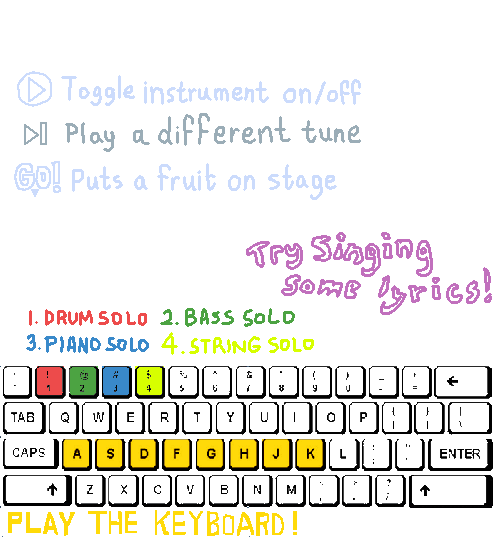 Toggle instrument on/off
Play a different tune
GO! Puts a fruit on stage
Try Singing
Some lyrics!
1. DRUM SOLO 2. BASS SOLO
3. PIANO SOLO 4. STRING SOLO
! 1 @ 2 # 3 $ 4 % 5 ^ 6 & 7 * 8 ( 9 ) 0 _ - + = ←
TAB Q W E R T Y U I O P
CAPS A S D F G H J K L ENTER
↑ Z X C V B N M ↑
PLAY THE KEYBOARD!